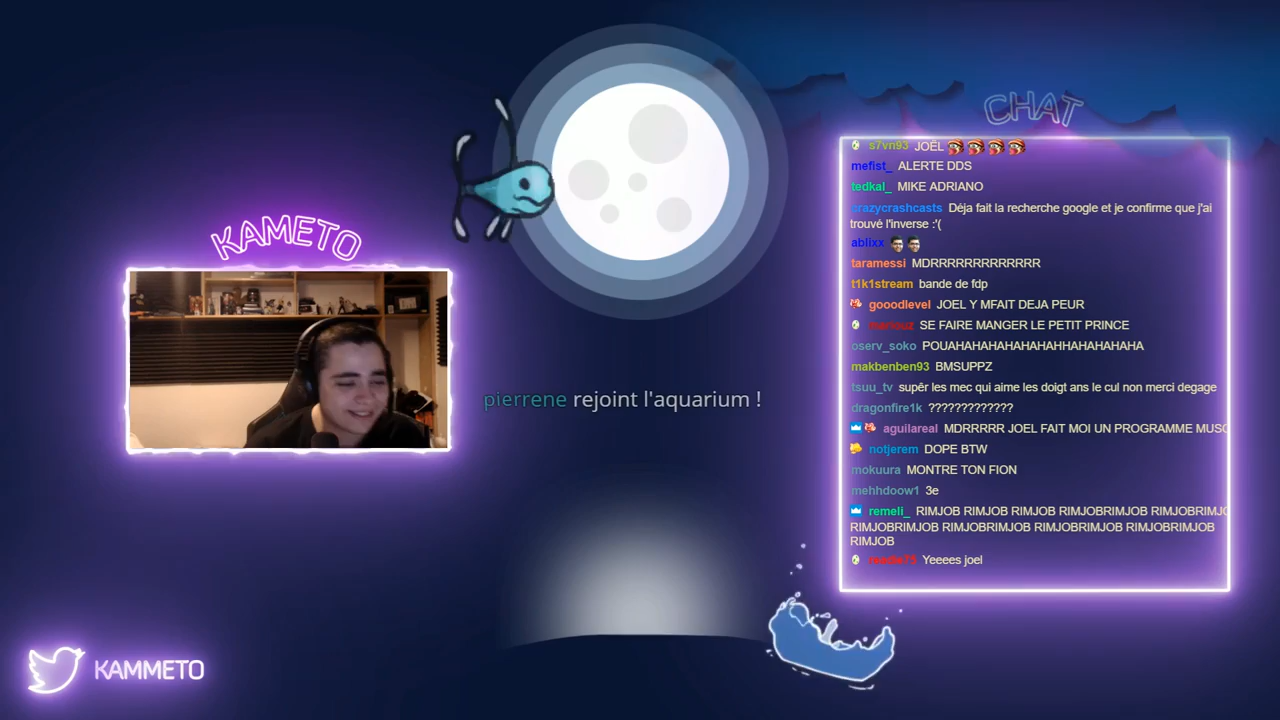 CHAT
s7vn93 JOËL
mefist_ ALERTE DDS
tedkal_ MIKE ADRIANO
crazycrashcasts Déja fait la recherche google et je confirme que j'ai
trouvé l'inverse :'(
ablixx
taramessi MDRRRRRRRRRRRRR
t1k1stream bande de fdp
gooodlevel JOEL Y MFAIT DEJA PEUR
SE FAIRE MANGER LE PETIT PRINCE
oserv_soko POUAHAHAHAHAHAHAHHAHAHAHAHA
makbenben93 BMSUPPZ
tsuu_tv supêr les mec qui aime les doigt ans le cul non merci degage
dragonfire1k ?????????????
aguilareal MDRRRRR JOEL FAIT MOI UN PROGRAMME MUSC
notjerem DOPE BTW
mokuura MONTRE TON FION
mehhdoow1 3e
remeli_ RIMJOB RIMJOB RIMJOB RIMJOBRIMJOB RIMJOBRIMJO
RIMJOBRIMJOB RIMJOBRIMJOB RIMJOBRIMJOB RIMJOBRIMJOB
RIMJOB
Yeeees joel
KAMETO
pierrene rejoint l'aquarium !
KAMMETO